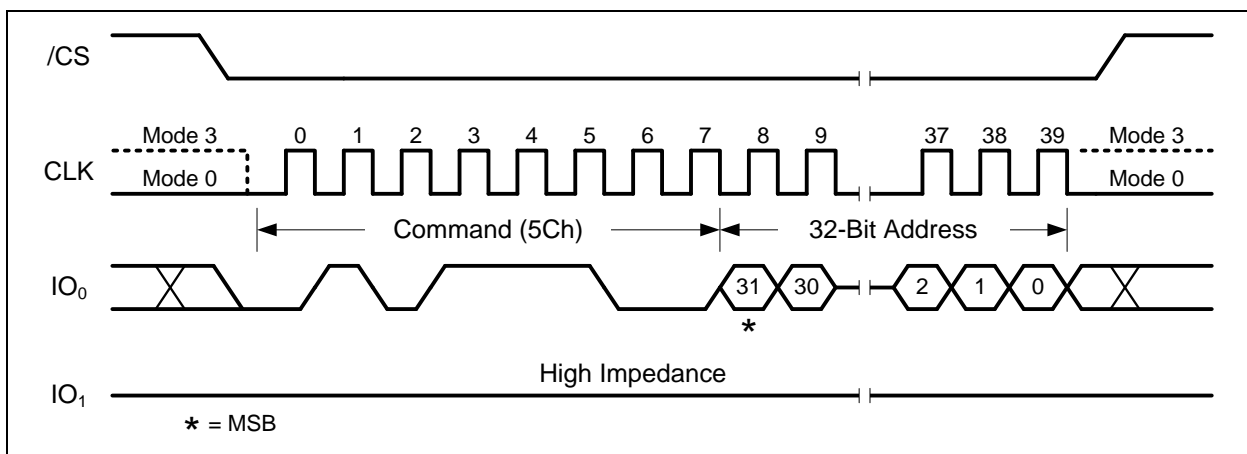 /CS
Mode 3 0 1 2 3 4 5 6 7 8 9 37 38 39 Mode 3
CLK
Mode 0 Mode 0
Command (5Ch) 32-Bit Address
IO₀ 31 30 2 1 0
*
High Impedance
IO₁
* = MSB